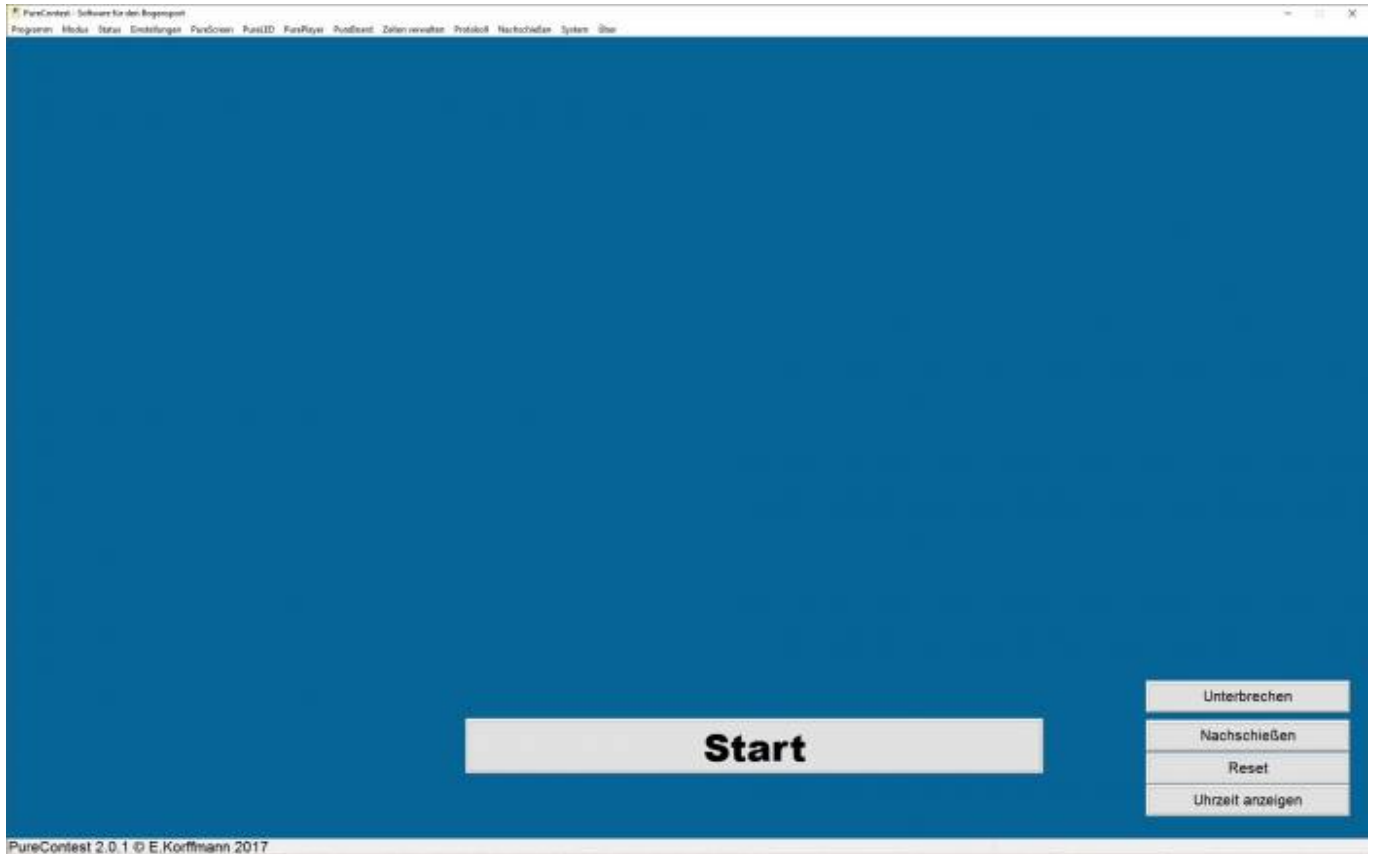 PureContest - Software für den Bogensport
Programm Modus Status Einstellungen PureScreen PureLED PurePlayer PureEvent Zeiten verwalten Protokoll Nachschießen System Über
Start
Unterbrechen
Nachschießen
Reset
Uhrzeit anzeigen
PureContest 2.0.1 © E.Korffmann 2017